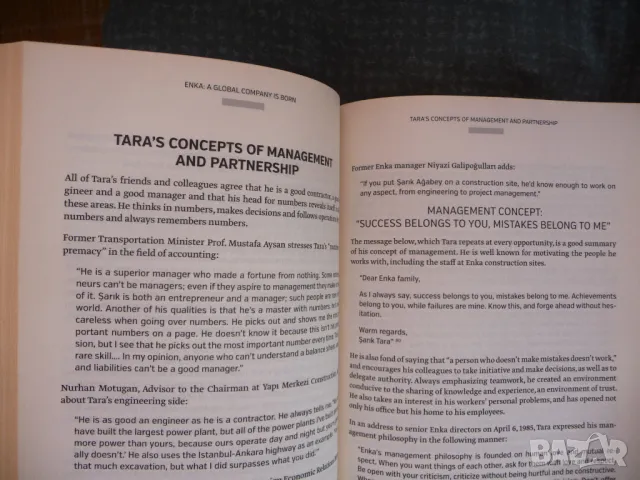 ENKA: A GLOBAL COMPANY IS BORN
TARA'S CONCEPTS OF MANAGEMENT
AND PARTNERSHIP
All of Tara's friends and colleagues agree that he is a good contractor,
gineer and a good manager and that his head for numbers reveals itself
these areas. He thinks in numbers, makes decisions and follows
numbers and always remembers numbers.
Former Transportation Minister Prof. Mustafa Aysan stresses Tara's
premacy" in the field of accounting:
"He is a superior manager who made a fortune from nothing. Some
neurs can't be managers; even if they aspire to management they
of it. Şarık is both an entrepreneur and a manager; such people are
world. Another of his qualities is that he's a master with numbers.
careless when going over numbers. He picks out and shows me the
portant numbers on a page. He doesn't know it because this isn't
sion, but I see that he picks out the most important number every time.
rare skill.... In my opinion, anyone who can't understand a balance sheet
and liabilities can't be a good manager."
Nurhan Motugan, Advisor to the Chairman at Yapı Merkezi Construction
about Tara's engineering side:
"He is as good an engineer as he is a contractor. He always tells me,
have built the largest power plant, but all of the power plants I've built
more power than yours, because ours operate day and night but
ally doesn't.' He also uses the Istanbul-Ankara highway as an example
that much excavation, but what I did surpasses what you did.'"
Economic Relations
TARA'S CONCEPTS OF MANAGEMENT AND PARTNERSHIP
Former Enka manager Niyazi Galipoğulları adds:
"If you put Şarık Ağabey on a construction site, he'd know enough to work on
any aspect, from engineering to project management."
MANAGEMENT CONCEPT:
"SUCCESS BELONGS TO YOU, MISTAKES BELONG TO ME"
The message below, which Tara repeats at every opportunity, is a good summary
of his concept of management. He is well known for motivating the people he
works with, including the staff at Enka construction sites.
"Dear Enka family,
As I always say, success belongs to you, mistakes belong to me. Achievements
belong to you, while failures are mine. Know this, and forge ahead without hes-
itation.
Warm regards,
Şarık Tara"
He is also fond of saying that "a person who doesn't make mistakes doesn't work,"
and encourages his colleagues to take initiative and make decisions, as well as to
delegate authority. Always emphasizing teamwork, he created an environment
conducive to the sharing of knowledge and experience, an environment of trust.
He also takes an interest in his workers' personal problems, and has opened not
only his office but his home to his employees.
In an address to senior Enka directors on April 6, 1985, Tara expressed his man-
agement philosophy in the following manner:
"Enka's management philosophy is founded on human and mutual
spect. When you want things of each other, ask for them
Be open with your criticism, criticize without being
BAZAR